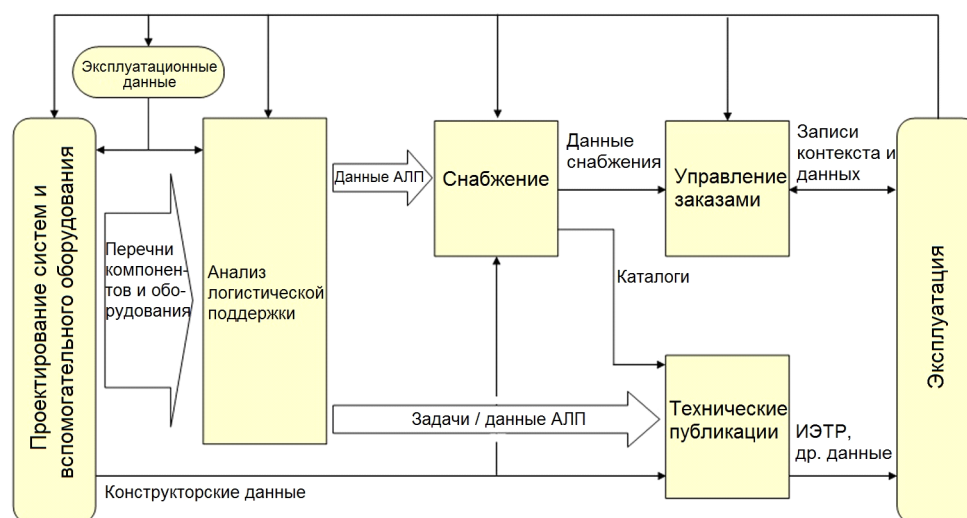 Эксплуатационные
данные
Проектирование систем и
вспомогательного оборудования
Перечни
компонен-
тов и обо-
рудования
Анализ
логистической
поддержки
Данные АЛП
Снабжение
Данные
снабжения
Управление
заказами
Записи
контекста и
данных
Каталоги
Задачи / данные АЛП
Технические
публикации
ИЭТР,
др. данные
Конструкторские данные
Эксплуатация